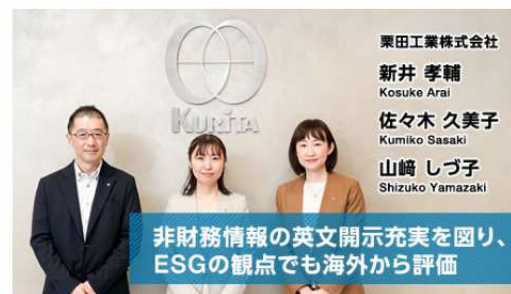 KURITA
栗田工業株式会社
新井 孝輔
Kosuke Arai
佐々木 久美子
Kumiko Sasaki
山﨑 しづ子
Shizuko Yamazaki
非財務情報の英文開示充実を図り、
ESGの観点でも海外から評価